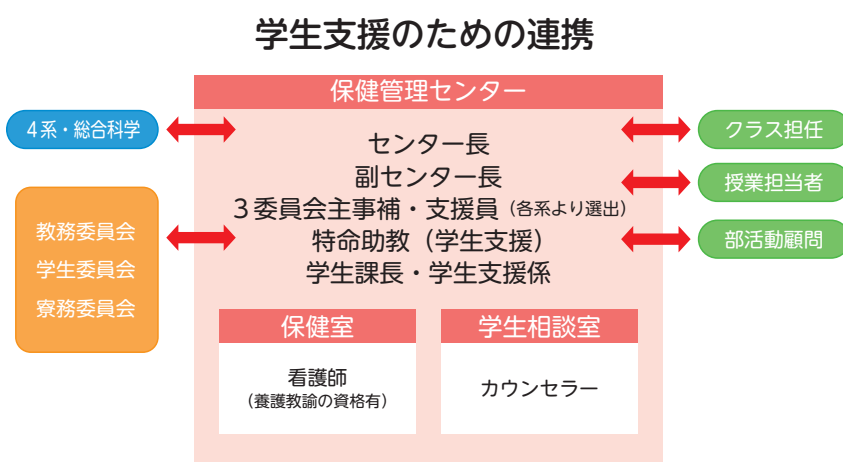 学生支援のための連携
保健管理センター
4系・総合科学
教務委員会
学生委員会
寮務委員会
センター長
副センター長
3委員会主事補・支援員（各系より選出）
特命助教（学生支援）
学生課長・学生支援係
保健室
看護師
（養護教諭の資格有）
学生相談室
カウンセラー
クラス担任
授業担当者
部活動顧問